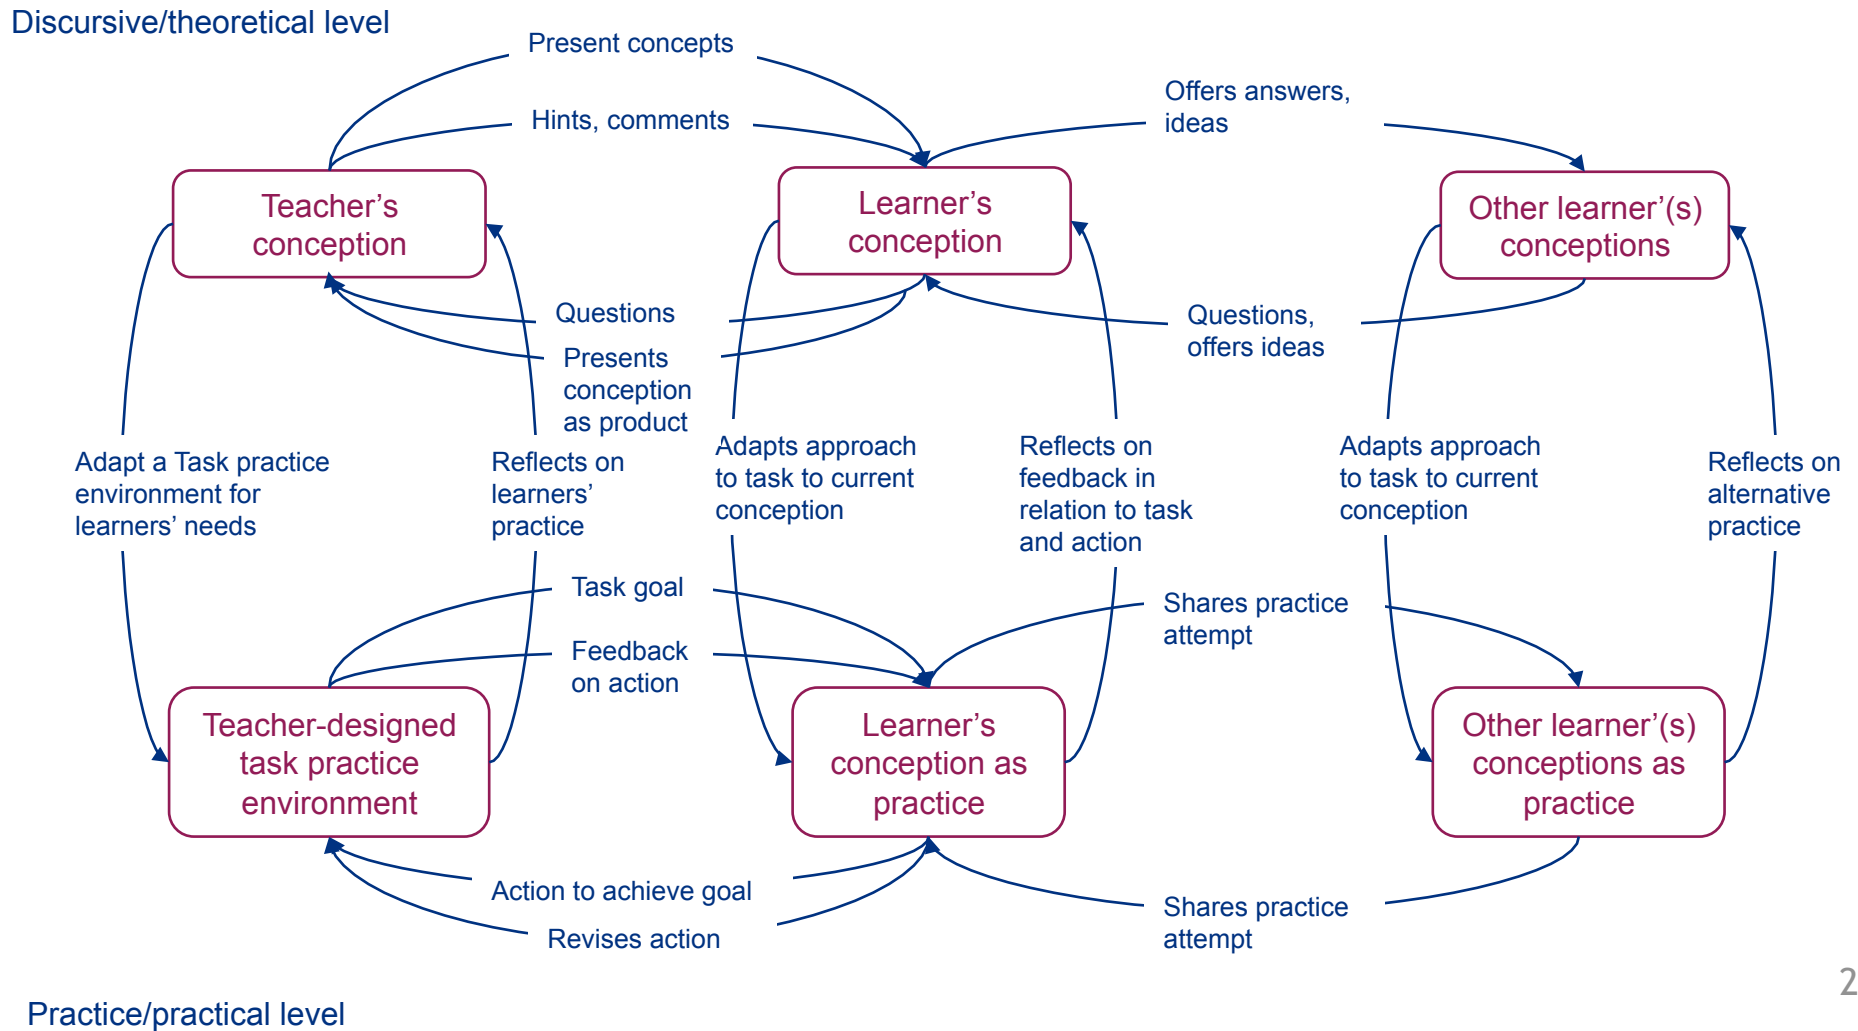 Discursive/theoretical level
Present concepts
Hints, comments
Offers answers,
ideas
Teacher’s
conception
Learner’s
conception
Other learner’(s)
conceptions
Questions
Presents
conception
as product
Questions,
offers ideas
Adapt a Task practice
environment for
learners’ needs
Reflects on
learners’
practice
Adapts approach
to task to current
conception
Reflects on
feedback in
relation to task
and action
Adapts approach
to task to current
conception
Reflects on
alternative
practice
Task goal
Feedback
on action
Shares practice
attempt
Teacher-designed
task practice
environment
Learner’s
conception as
practice
Other learner’(s)
conceptions as
practice
Action to achieve goal
Revises action
Shares practice
attempt
2
Practice/practical level